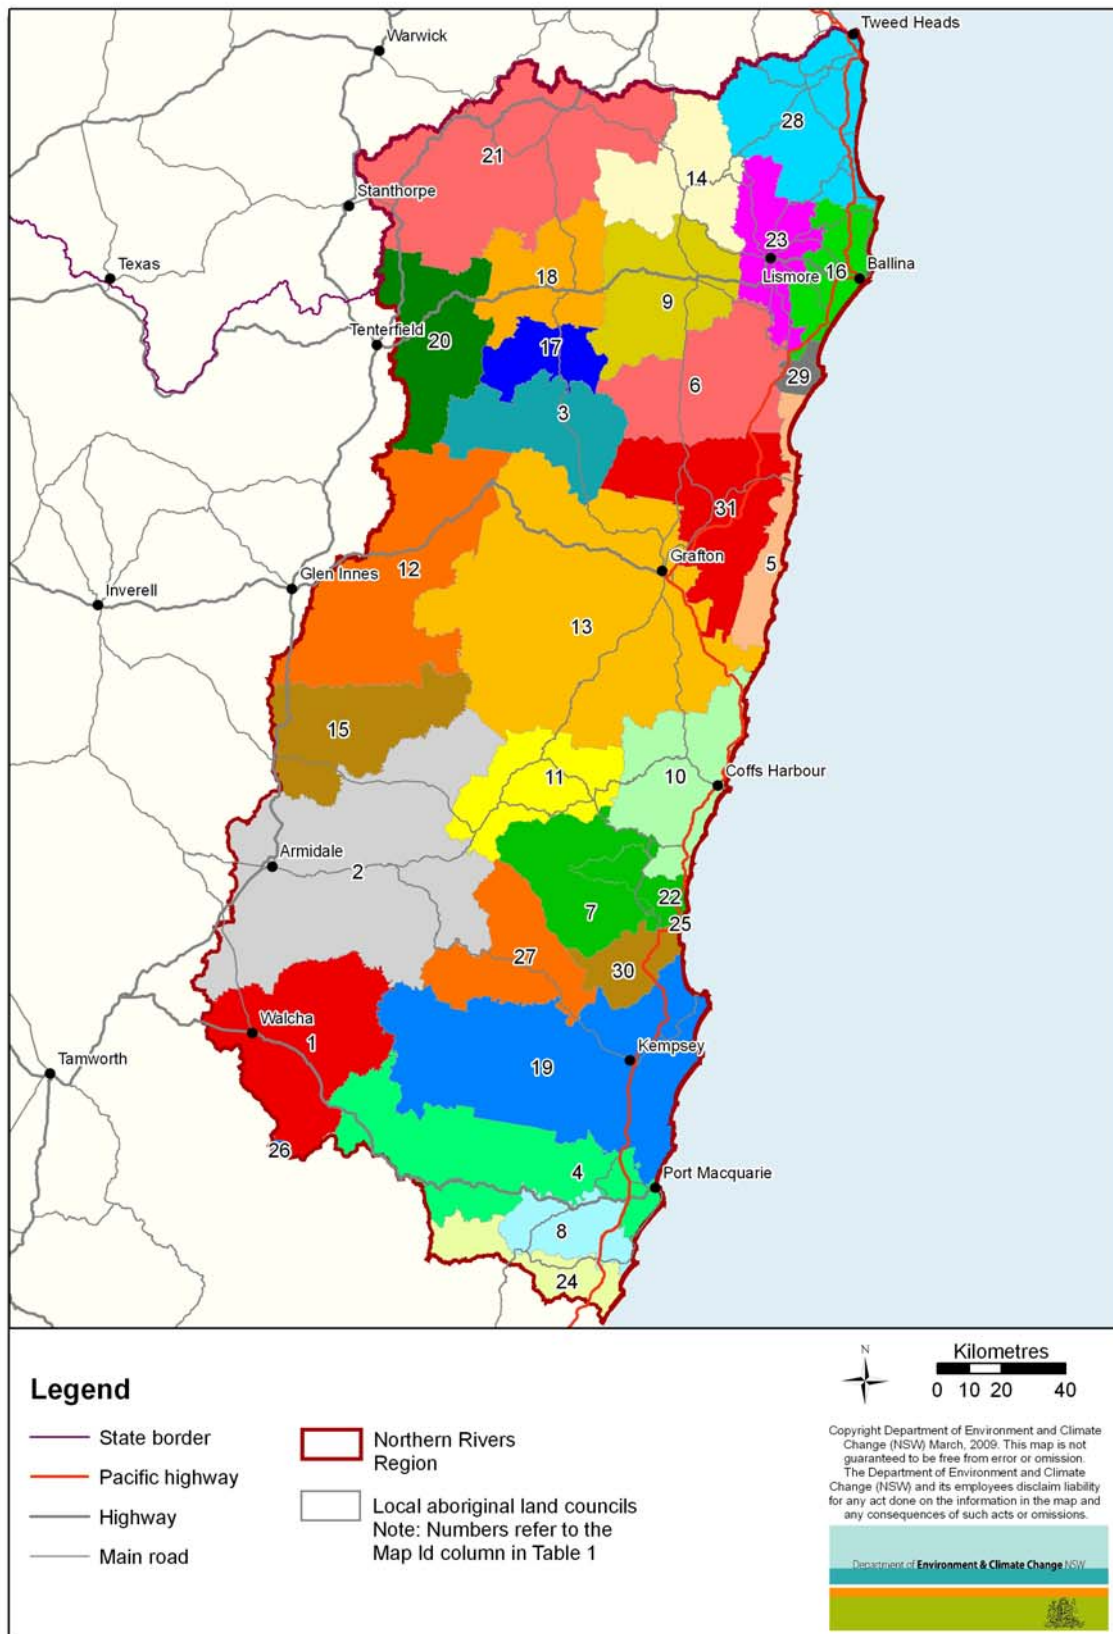 Tweed Heads
Warwick
28
21
14
Stanthorpe
23
Texas
18
16
Ballina
Lismore
9
Tenterfield
20
17
29
6
3
31
Grafton
5
12
Glen Innes
Inverell
13
15
11
10
Coffs Harbour
Armidale
2
22
7
25
27
30
Walcha
1
Kempsey
Tamworth
19
26
4
Port Macquarie
8
24
Legend
State border
Pacific highway
Highway
Main road
Northern Rivers
Region
Local aboriginal land councils
Note: Numbers refer to the
Map Id column in Table 1
N
Kilometres
0 10 20 40
Copyright Department of Environment and Climate
Change (NSW) March, 2009. This map is not
guaranteed to be free from error or omission.
The Department of Environment and Climate
Change (NSW) and its employees disclaim liability
for any act done on the information in the map and
any consequences of such acts or omissions.
Department of Environment & Climate Change NSW